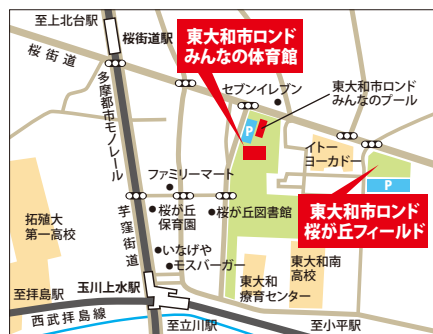 至上北台駅
桜街道駅
桜街道
多摩都市モノレール
芋窪街道
東大和市ロンド
みんなの体育館
セブンイレブン
東大和市ロンド
みんなのプール
P
イトー
ヨーカドー
P
東大和市ロンド
桜が丘フィールド
ファミリーマート
桜が丘
保育園
桜が丘図書館
いなげや
モスバーガー
拓殖大
第一高校
東大和南
高校
東大和
療育センター
玉川上水駅
至拝島駅
西武拝島線
至立川駅
至小平駅